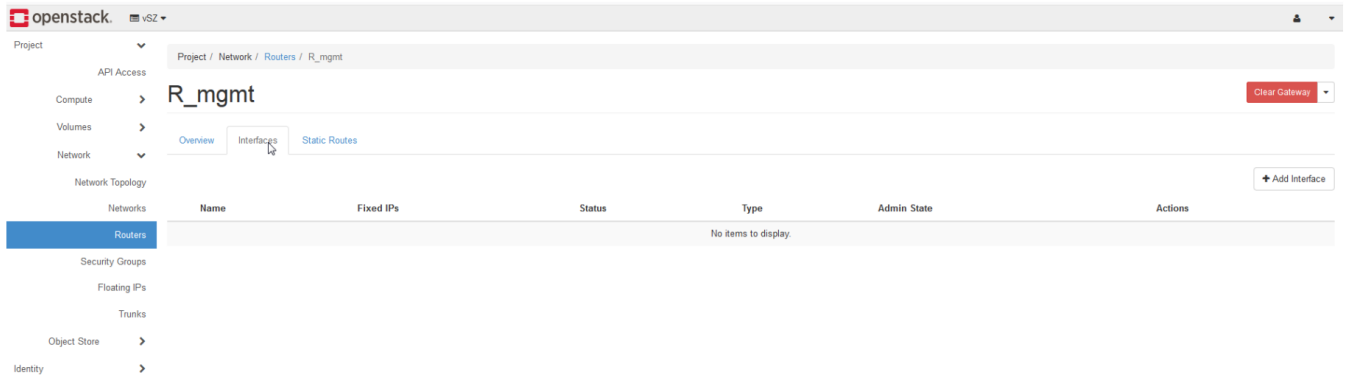 openstack. vSZ
Project
API Access
Compute
Volumes
Network
Network Topology
Networks
Routers
Security Groups
Floating IPs
Trunks
Object Store
Identity
Project / Network / Routers / R_mgmt
R_mgmt
Clear Gateway
Overview Interfaces Static Routes
+ Add Interface
Name Fixed IPs Status Type Admin State Actions
No items to display.